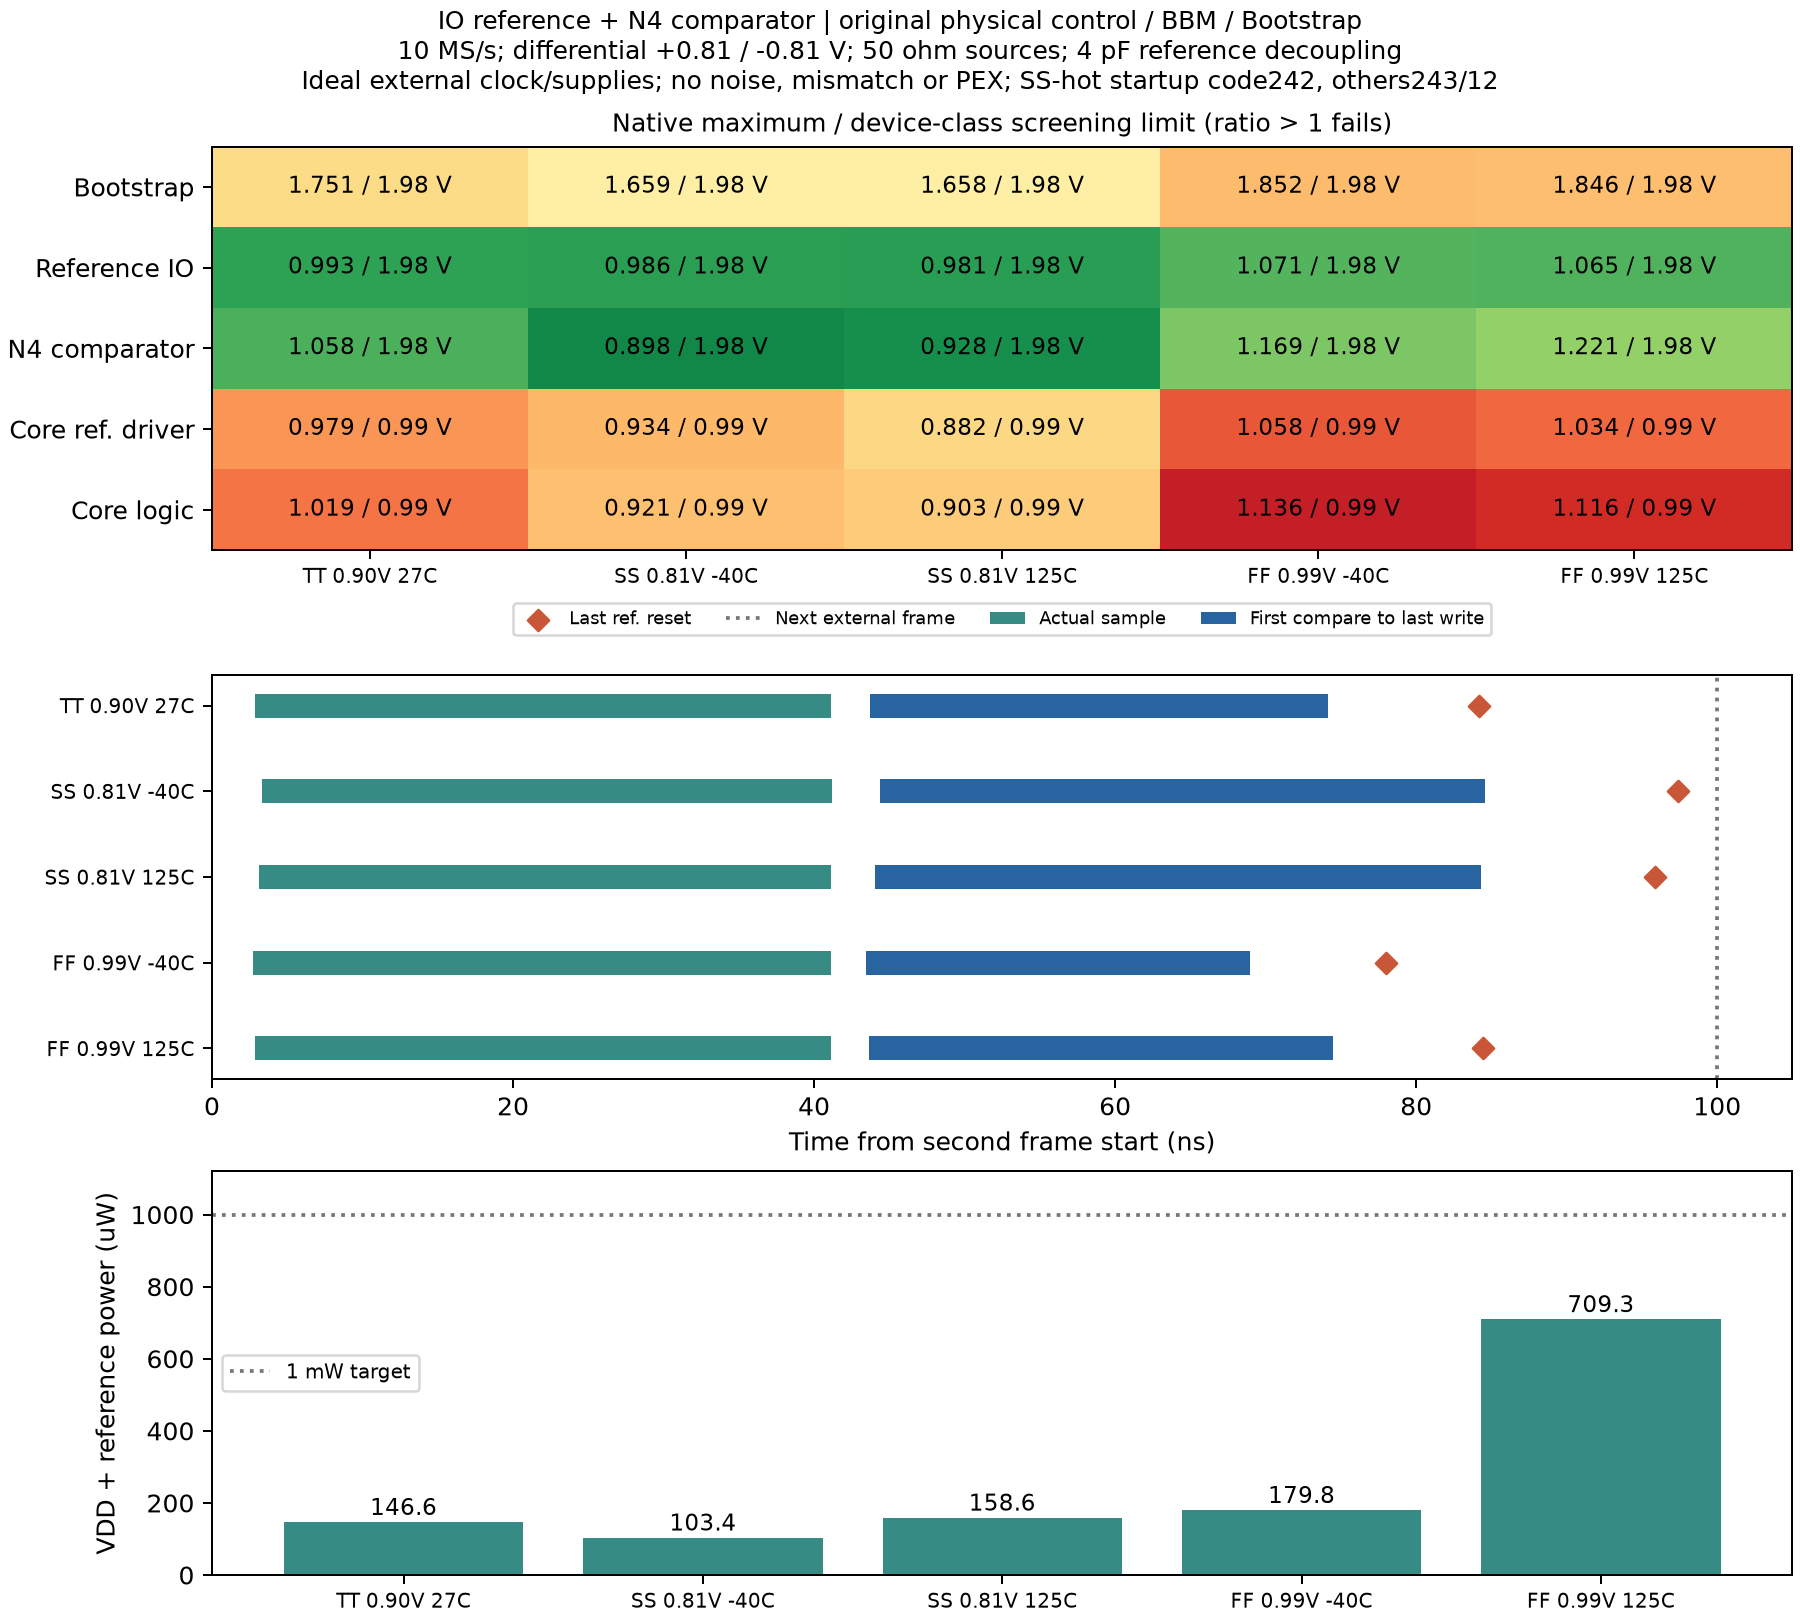 IO reference + N4 comparator | original physical control / BBM / Bootstrap
10 MS/s; differential +0.81 / -0.81 V; 50 ohm sources; 4 pF reference decoupling
Ideal external clock/supplies; no noise, mismatch or PEX; SS-hot startup code242, others243/12
Native maximum / device-class screening limit (ratio > 1 fails)
Bootstrap 1.751 / 1.98 V 1.659 / 1.98 V 1.658 / 1.98 V 1.852 / 1.98 V 1.846 / 1.98 V
Reference IO 0.993 / 1.98 V 0.986 / 1.98 V 0.981 / 1.98 V 1.071 / 1.98 V 1.065 / 1.98 V
N4 comparator 1.058 / 1.98 V 0.898 / 1.98 V 0.928 / 1.98 V 1.169 / 1.98 V 1.221 / 1.98 V
Core ref. driver 0.979 / 0.99 V 0.934 / 0.99 V 0.882 / 0.99 V 1.058 / 0.99 V 1.034 / 0.99 V
Core logic 1.019 / 0.99 V 0.921 / 0.99 V 0.903 / 0.99 V 1.136 / 0.99 V 1.116 / 0.99 V
TT 0.90V 27C SS 0.81V -40C SS 0.81V 125C FF 0.99V -40C FF 0.99V 125C
Last ref. reset Next external frame Actual sample First compare to last write
TT 0.90V 27C
SS 0.81V -40C
SS 0.81V 125C
FF 0.99V -40C
FF 0.99V 125C
0 20 40 60 80 100
Time from second frame start (ns)
VDD + reference power (uW)
1000
800
600
400
200
0
1 mW target
146.6 103.4 158.6 179.8 709.3
TT 0.90V 27C SS 0.81V -40C SS 0.81V 125C FF 0.99V -40C FF 0.99V 125C